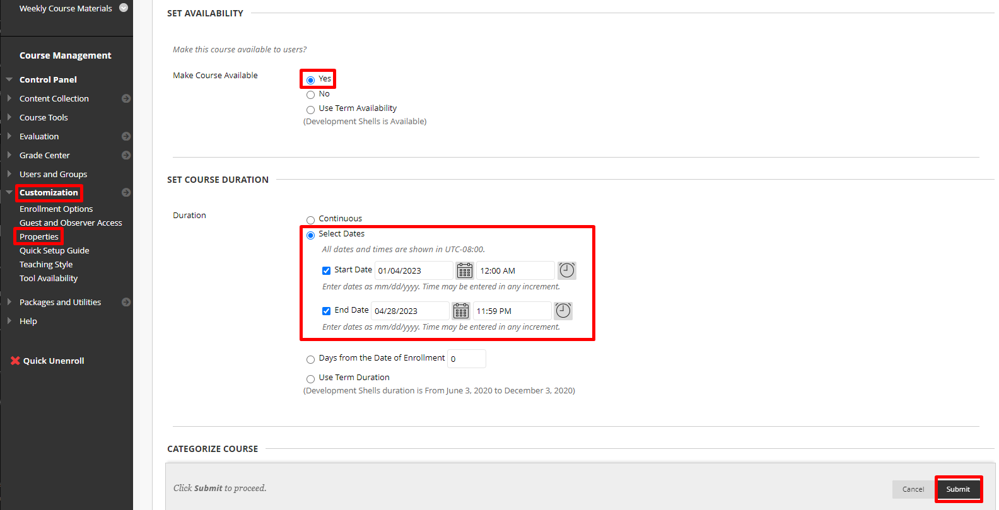 Weekly Course Materials
Course Management
Control Panel
Content Collection
Course Tools
Evaluation
Grade Center
Users and Groups
Customization
Enrollment Options
Guest and Observer Access
Properties
Quick Setup Guide
Teaching Style
Tool Availability
Packages and Utilities
Help
Quick Unenroll
SET AVAILABILITY
Make this course available to users?
Make Course Available
Yes
No
Use Term Availability
(Development Shells is Available)
SET COURSE DURATION
Duration
Continuous
Select Dates
All dates and times are shown in UTC-08:00.
Start Date 01/04/2023 12:00 AM
Enter dates as mm/dd/yyyy. Time may be entered in any increment.
End Date 04/28/2023 11:59 PM
Enter dates as mm/dd/yyyy. Time may be entered in any increment.
Days from the Date of Enrollment 0
Use Term Duration
(Development Shells duration is From June 3, 2020 to December 3, 2020)
CATEGORIZE COURSE
Click Submit to proceed.
Cancel Submit